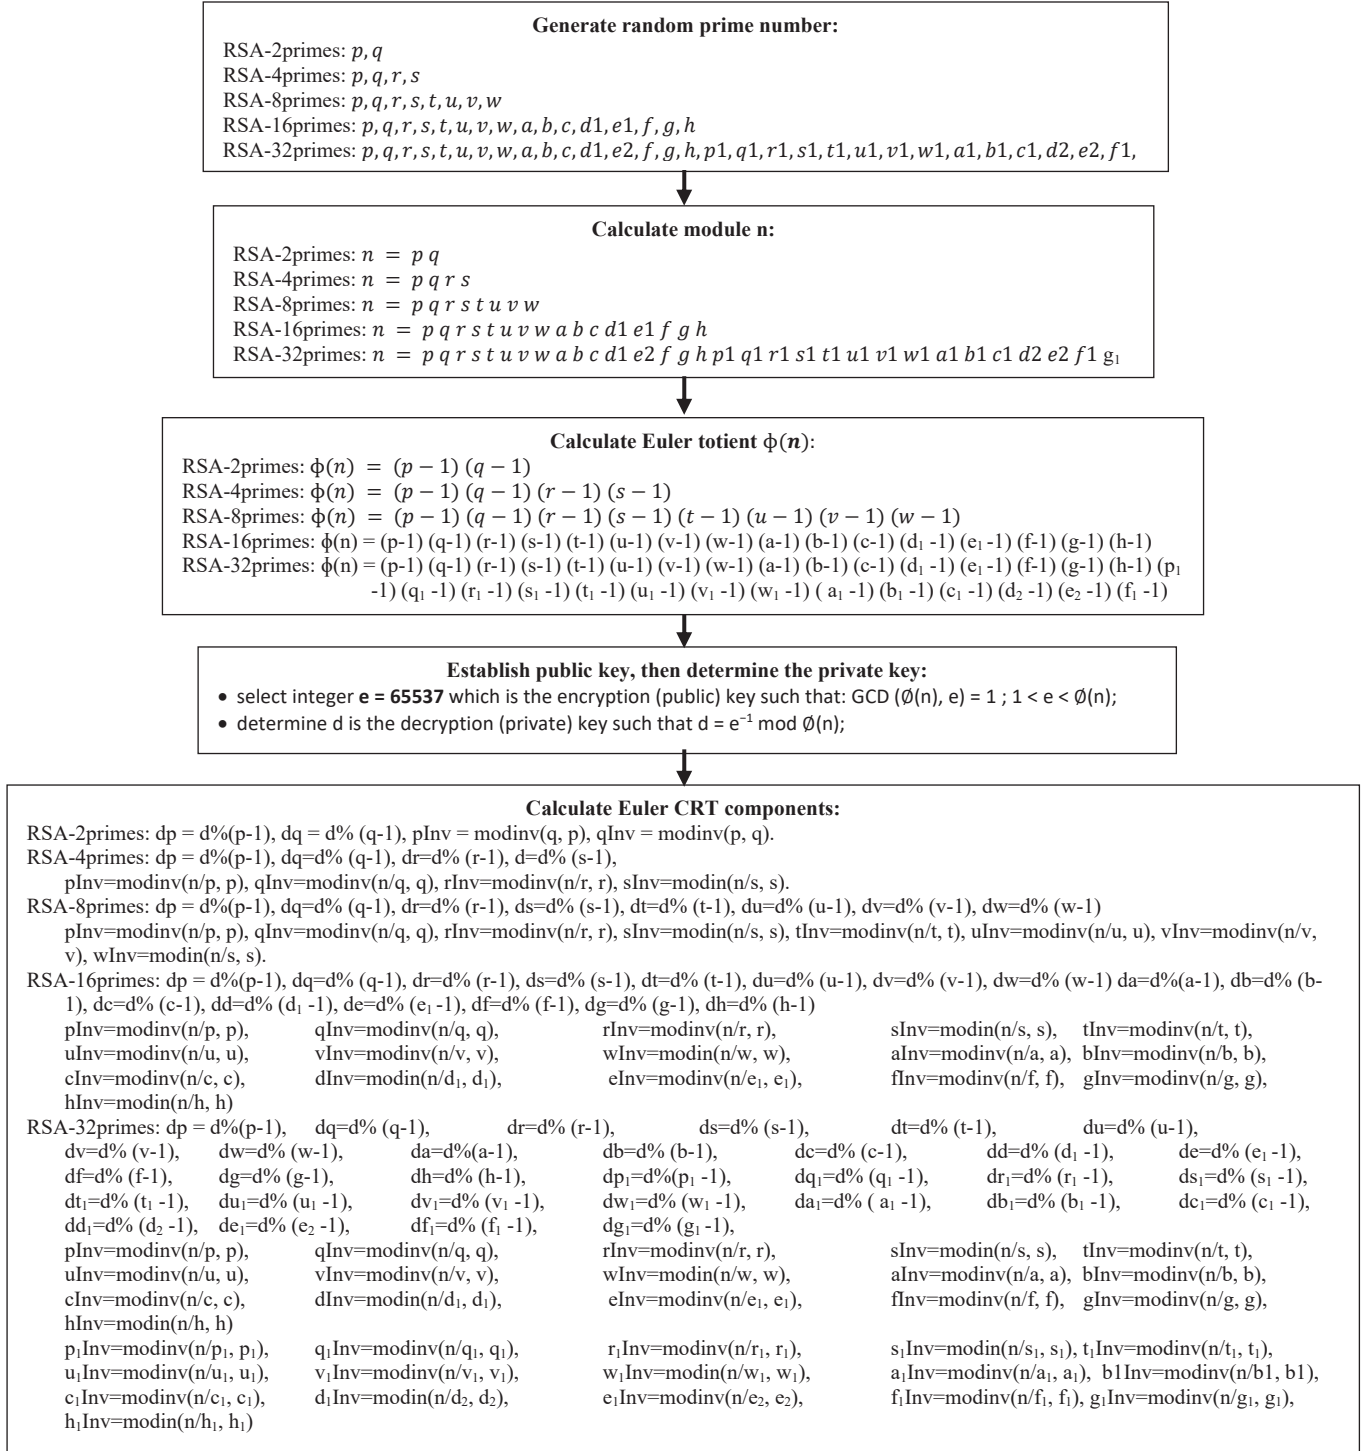 Generate random prime number:
RSA-2primes: p, q
RSA-4primes: p, q, r, s
RSA-8primes: p, q, r, s, t, u, v, w
RSA-16primes: p, q, r, s, t, u, v, w, a, b, c, d1, e1, f, g, h
RSA-32primes: p, q, r, s, t, u, v, w, a, b, c, d1, e2, f, g, h, p1, q1, r1, s1, t1, u1, v1, w1, a1, b1, c1, d2, e2, f1,
Calculate module n:
RSA-2primes: n = p q
RSA-4primes: n = p q r s
RSA-8primes: n = p q r s t u v w
RSA-16primes: n = p q r s t u v w a b c d1 e1 f g h
RSA-32primes: n = p q r s t u v w a b c d1 e2 f g h p1 q1 r1 s1 t1 u1 v1 w1 a1 b1 c1 d2 e2 f1 g₁
Calculate Euler totient ϕ(n):
RSA-2primes: ϕ(n) = (p − 1) (q − 1)
RSA-4primes: ϕ(n) = (p − 1) (q − 1) (r − 1) (s − 1)
RSA-8primes: ϕ(n) = (p − 1) (q − 1) (r − 1) (s − 1) (t − 1) (u − 1) (v − 1) (w − 1)
RSA-16primes: ϕ(n) = (p-1) (q-1) (r-1) (s-1) (t-1) (u-1) (v-1) (w-1) (a-1) (b-1) (c-1) (d₁ -1) (e₁ -1) (f-1) (g-1) (h-1)
RSA-32primes: ϕ(n) = (p-1) (q-1) (r-1) (s-1) (t-1) (u-1) (v-1) (w-1) (a-1) (b-1) (c-1) (d₁ -1) (e₁ -1) (f-1) (g-1) (h-1) (p₁
-1) (q₁ -1) (r₁ -1) (s₁ -1) (t₁ -1) (u₁ -1) (v₁ -1) (w₁ -1) ( a₁ -1) (b₁ -1) (c₁ -1) (d₂ -1) (e₂ -1) (f₁ -1)
Establish public key, then determine the private key:
• select integer e = 65537 which is the encryption (public) key such that: GCD (Ø(n), e) = 1 ; 1 < e < Ø(n);
• determine d is the decryption (private) key such that d = e⁻¹ mod Ø(n);
Calculate Euler CRT components:
RSA-2primes: dp = d%(p-1), dq = d% (q-1), pInv = modinv(q, p), qInv = modinv(p, q).
RSA-4primes: dp = d%(p-1), dq=d% (q-1), dr=d% (r-1), d=d% (s-1),
pInv=modinv(n/p, p), qInv=modinv(n/q, q), rInv=modinv(n/r, r), sInv=modin(n/s, s).
RSA-8primes: dp = d%(p-1), dq=d% (q-1), dr=d% (r-1), ds=d% (s-1), dt=d% (t-1), du=d% (u-1), dv=d% (v-1), dw=d% (w-1)
pInv=modinv(n/p, p), qInv=modinv(n/q, q), rInv=modinv(n/r, r), sInv=modin(n/s, s), tInv=modinv(n/t, t), uInv=modinv(n/u, u), vInv=modinv(n/v,
v), wInv=modin(n/s, s).
RSA-16primes: dp = d%(p-1), dq=d% (q-1), dr=d% (r-1), ds=d% (s-1), dt=d% (t-1), du=d% (u-1), dv=d% (v-1), dw=d% (w-1) da=d%(a-1), db=d% (b-
1), dc=d% (c-1), dd=d% (d₁ -1), de=d% (e₁ -1), df=d% (f-1), dg=d% (g-1), dh=d% (h-1)
pInv=modinv(n/p, p), qInv=modinv(n/q, q) rInv=modinv(n/r, r), sInv=modin(n/s, s), tInv=modinv(n/t, t),
uInv=modinv(n/u, u), vInv=modinv(n/v, v), wInv=modin(n/w, w), aInv=modinv(n/a, a), bInv=modinv(n/b, b),
cInv=modinv(n/c, c), dInv=modin(n/d₁, d₁), eInv=modinv(n/e₁, e₁), fInv=modinv(n/f, f), gInv=modinv(n/g, g),
hInv=modin(n/h, h)
RSA-32primes: dp = d%(p-1), dq=d% (q-1), dr=d% (r-1), ds=d% (s-1), dt=d% (t-1), du=d% (u-1),
dv=d% (v-1), dw=d% (w-1), da=d%(a-1), db=d% (b-1), dc=d% (c-1), dd=d% (d₁ -1), de=d% (e₁ -1),
df=d% (f-1), dg=d% (g-1), dh=d% (h-1), dp₁=d%(p₁ -1), dq₁=d% (q₁ -1), dr₁=d% (r₁ -1), ds₁=d% (s₁ -1),
dt₁=d% (t₁ -1), du₁=d% (u₁ -1), dv₁=d% (v₁ -1), dw₁=d% (w₁ -1), da₁=d% ( a₁ -1), db₁=d% (b₁ -1), dc₁=d% (c₁ -1),
dd₁=d% (d₂ -1), de₁=d% (e₂ -1), df₁=d% (f₁ -1), dg₁=d% (g₁ -1),
pInv=modinv(n/p, p), qInv=modinv(n/q, q) rInv=modinv(n/r, r), sInv=modin(n/s, s), tInv=modinv(n/t, t),
uInv=modinv(n/u, u), vInv=modinv(n/v, v), wInv=modin(n/w, w), aInv=modinv(n/a, a), bInv=modinv(n/b, b),
cInv=modinv(n/c, c), dInv=modin(n/d₁, d₁), eInv=modinv(n/e₁, e₁), fInv=modinv(n/f, f), gInv=modinv(n/g, g),
hInv=modin(n/h, h)
p₁Inv=modinv(n/p₁, p₁), q₁Inv=modinv(n/q₁, q₁), r₁Inv=modinv(n/r₁, r₁), s₁Inv=modin(n/s₁, s₁), t₁Inv=modinv(n/t₁, t₁),
u₁Inv=modinv(n/u₁, u₁), v₁Inv=modinv(n/v₁, v₁), w₁Inv=modin(n/w₁, w₁), a₁Inv=modinv(n/a₁, a₁), b1Inv=modinv(n/b1, b1),
c₁Inv=modinv(n/c₁, c₁), d₁Inv=modin(n/d₂, d₂), e₁Inv=modinv(n/e₂, e₂), f₁Inv=modinv(n/f₁, f₁), g₁Inv=modinv(n/g₁, g₁),
h₁Inv=modin(n/h₁, h₁)